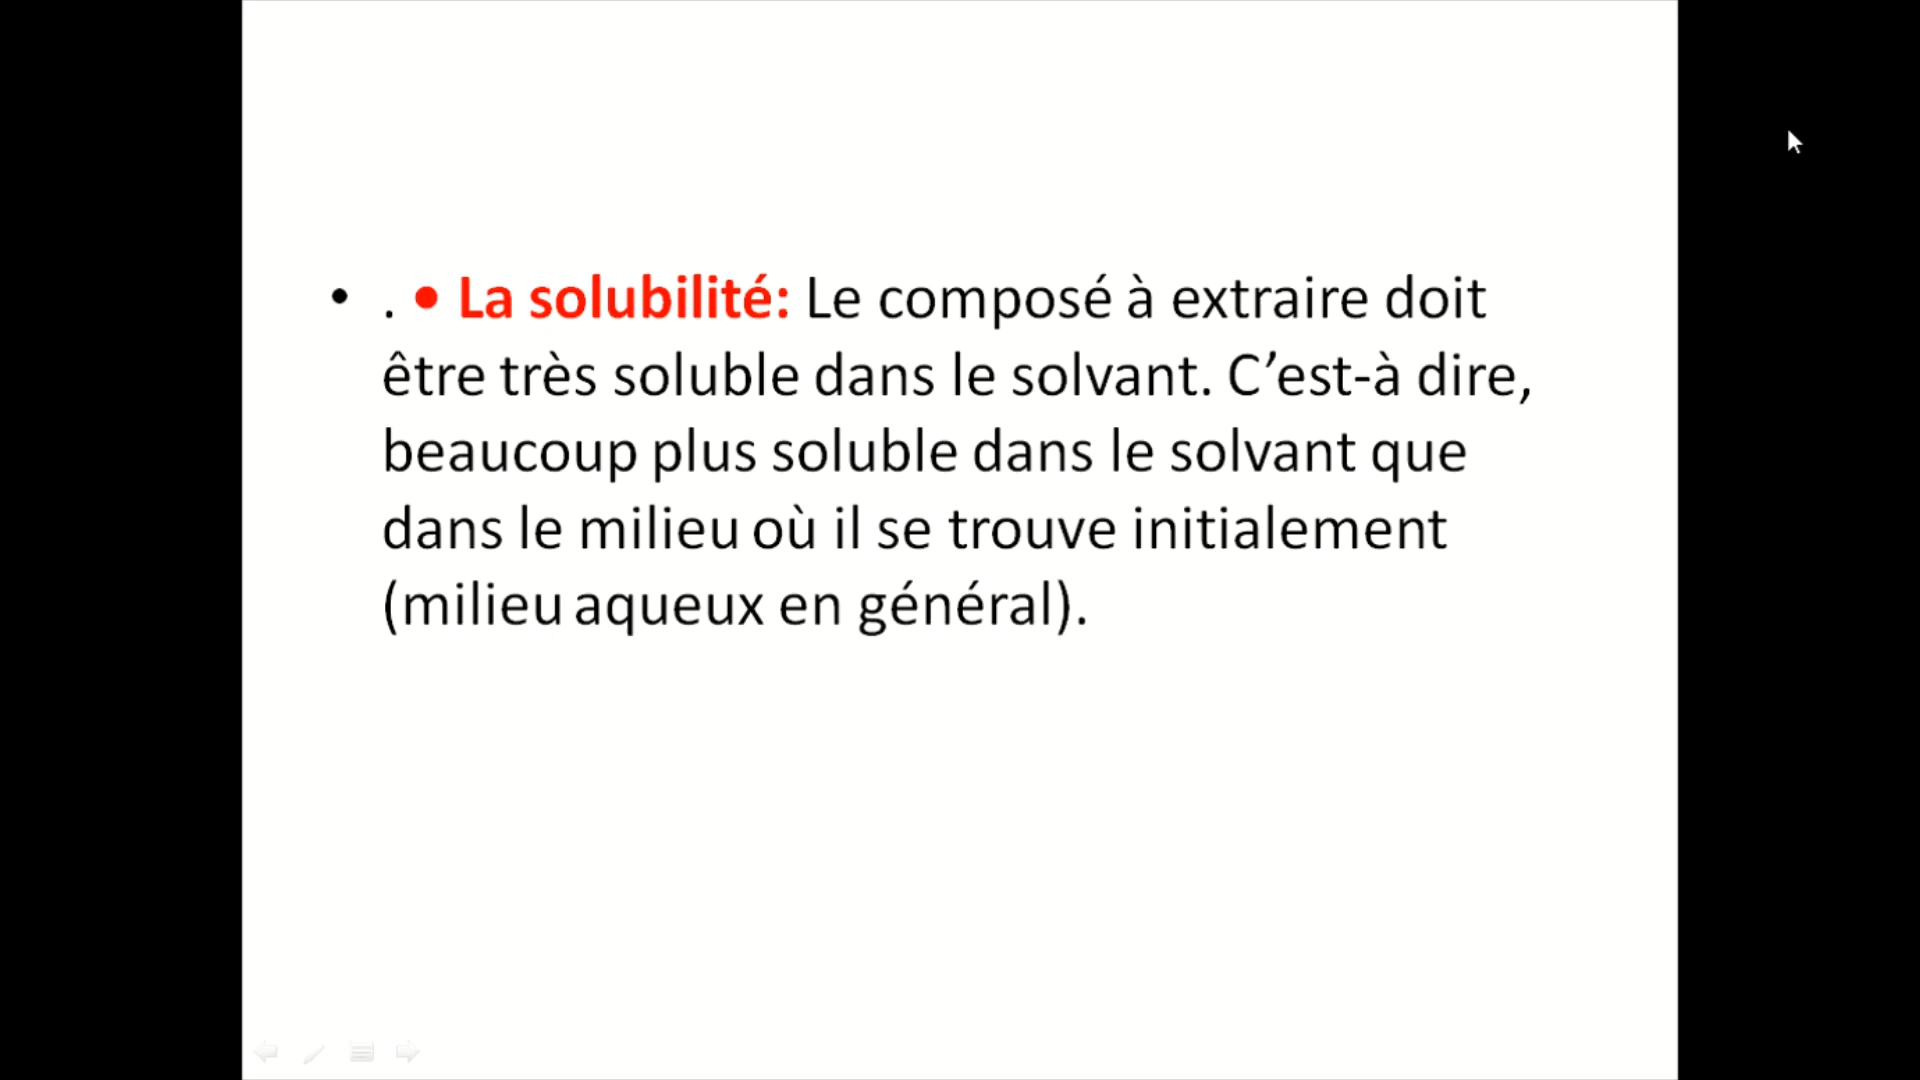 • . • La solubilité: Le composé à extraire doit
être très soluble dans le solvant. C’est-à dire,
beaucoup plus soluble dans le solvant que
dans le milieu où il se trouve initialement
(milieu aqueux en général).